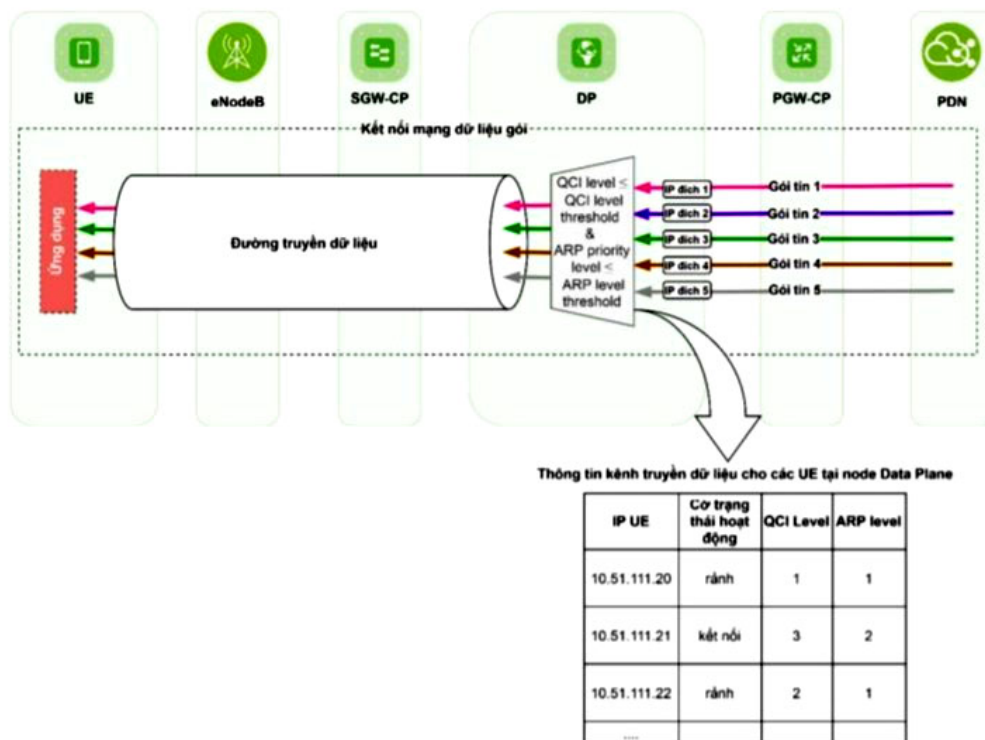 UE
eNodeB
SGW-CP
DP
PGW-CP
PDN
Kết nối mạng dữ liệu gói
Ứng dụng
Đường truyền dữ liệu
QCI level ≤
QCI level
threshold
&
ARP priority
level ≤
ARP level
threshold
IP đích 1
Gói tin 1
IP đích 2
Gói tin 2
IP đích 3
Gói tin 3
IP đích 4
Gói tin 4
IP đích 5
Gói tin 5
Thông tin kênh truyền dữ liệu cho các UE tại node Data Plane
IP UE
Cờ trạng
thái hoạt
động
QCI Level
ARP level
10.51.111.20 rảnh 1 1
10.51.111.21 kết nối 3 2
10.51.111.22 rảnh 2 1
....